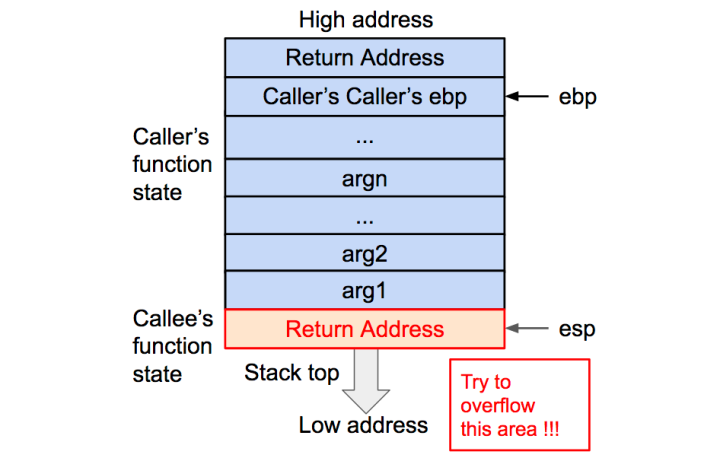 High address
Return Address
Caller's Caller's ebp
ebp
...
Caller's
function
state
argn
...
arg2
arg1
Callee's
function
state
Return Address
esp
Stack top
Low address
Try to
overflow
this area !!!